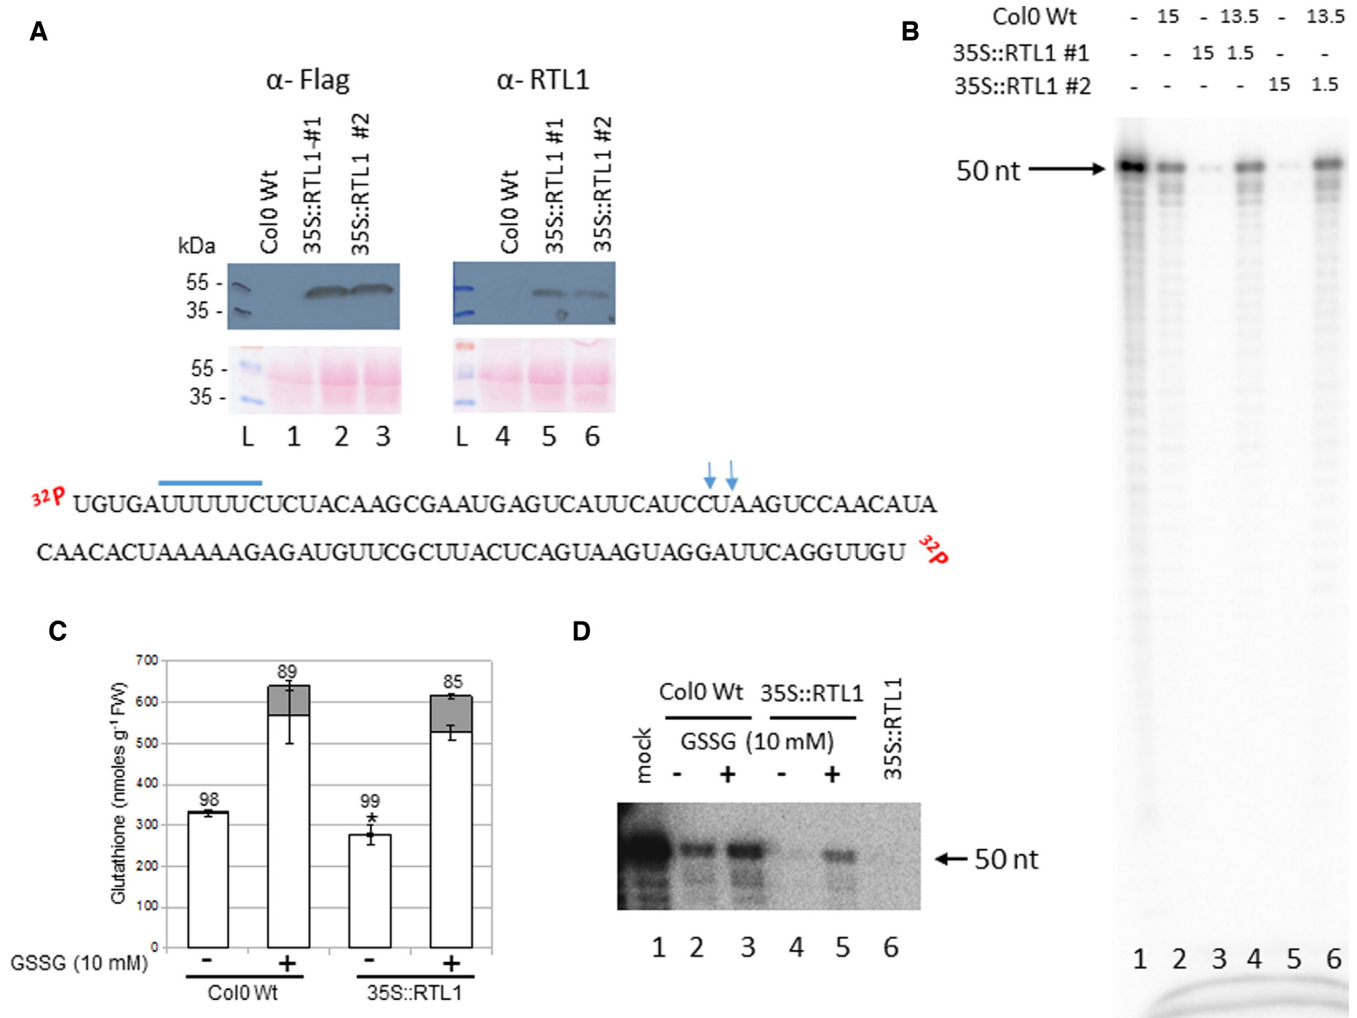 A
α- Flag
α- RTL1
Col0 Wt
35S::RTL1-#1
35S::RTL1 #2
Col0 Wt
35S::RTL1 #1
35S::RTL1 #2
kDa
55 -
35 -
55 -
35 -
L 1 2 3
L 4 5 6
32P UGUGAUUUUUCUCUACAAGCGAAUGAGUCAUUCAUCCUAAGUCCAACAUA
CAACACUAAAAAGAGAUGUUCGCUUACUCAGUAAGUAGGAUUCAGGUUGU 32P
B
Col0 Wt - 15 - 13.5 - 13.5
35S::RTL1 #1 - - 15 1.5 - -
35S::RTL1 #2 - - - - 15 1.5
50 nt
1 2 3 4 5 6
C
Glutathione (nmoles g-1 FW)
700
600
500
400
300
200
100
0
98
89
99
*
85
GSSG (10 mM) - + - +
Col0 Wt 35S::RTL1
D
Col0 Wt 35S::RTL1
mock
GSSG (10 mM)
- + - +
35S::RTL1
50 nt
1 2 3 4 5 6